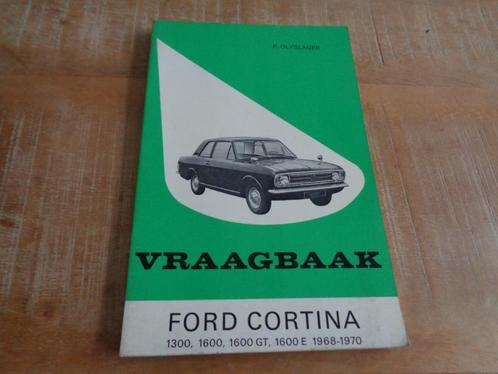 P. OLYSLAGER
VRAAGBAAK
FORD CORTINA
1300, 1600, 1600 GT, 1600 E 1968-1970